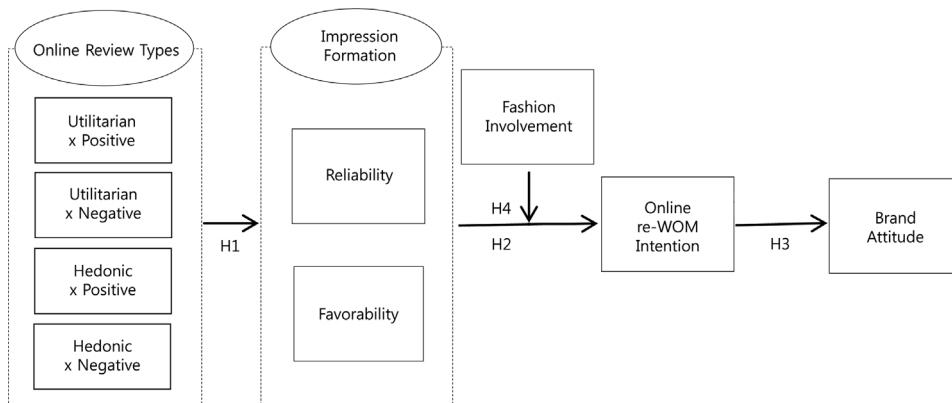 Online Review Types
Utilitarian
x Positive
Utilitarian
x Negative
Hedonic
x Positive
Hedonic
x Negative
H1
Impression
Formation
Reliability
Favorability
Fashion
Involvement
H4
H2
Online
re-WOM
Intention
H3
Brand
Attitude